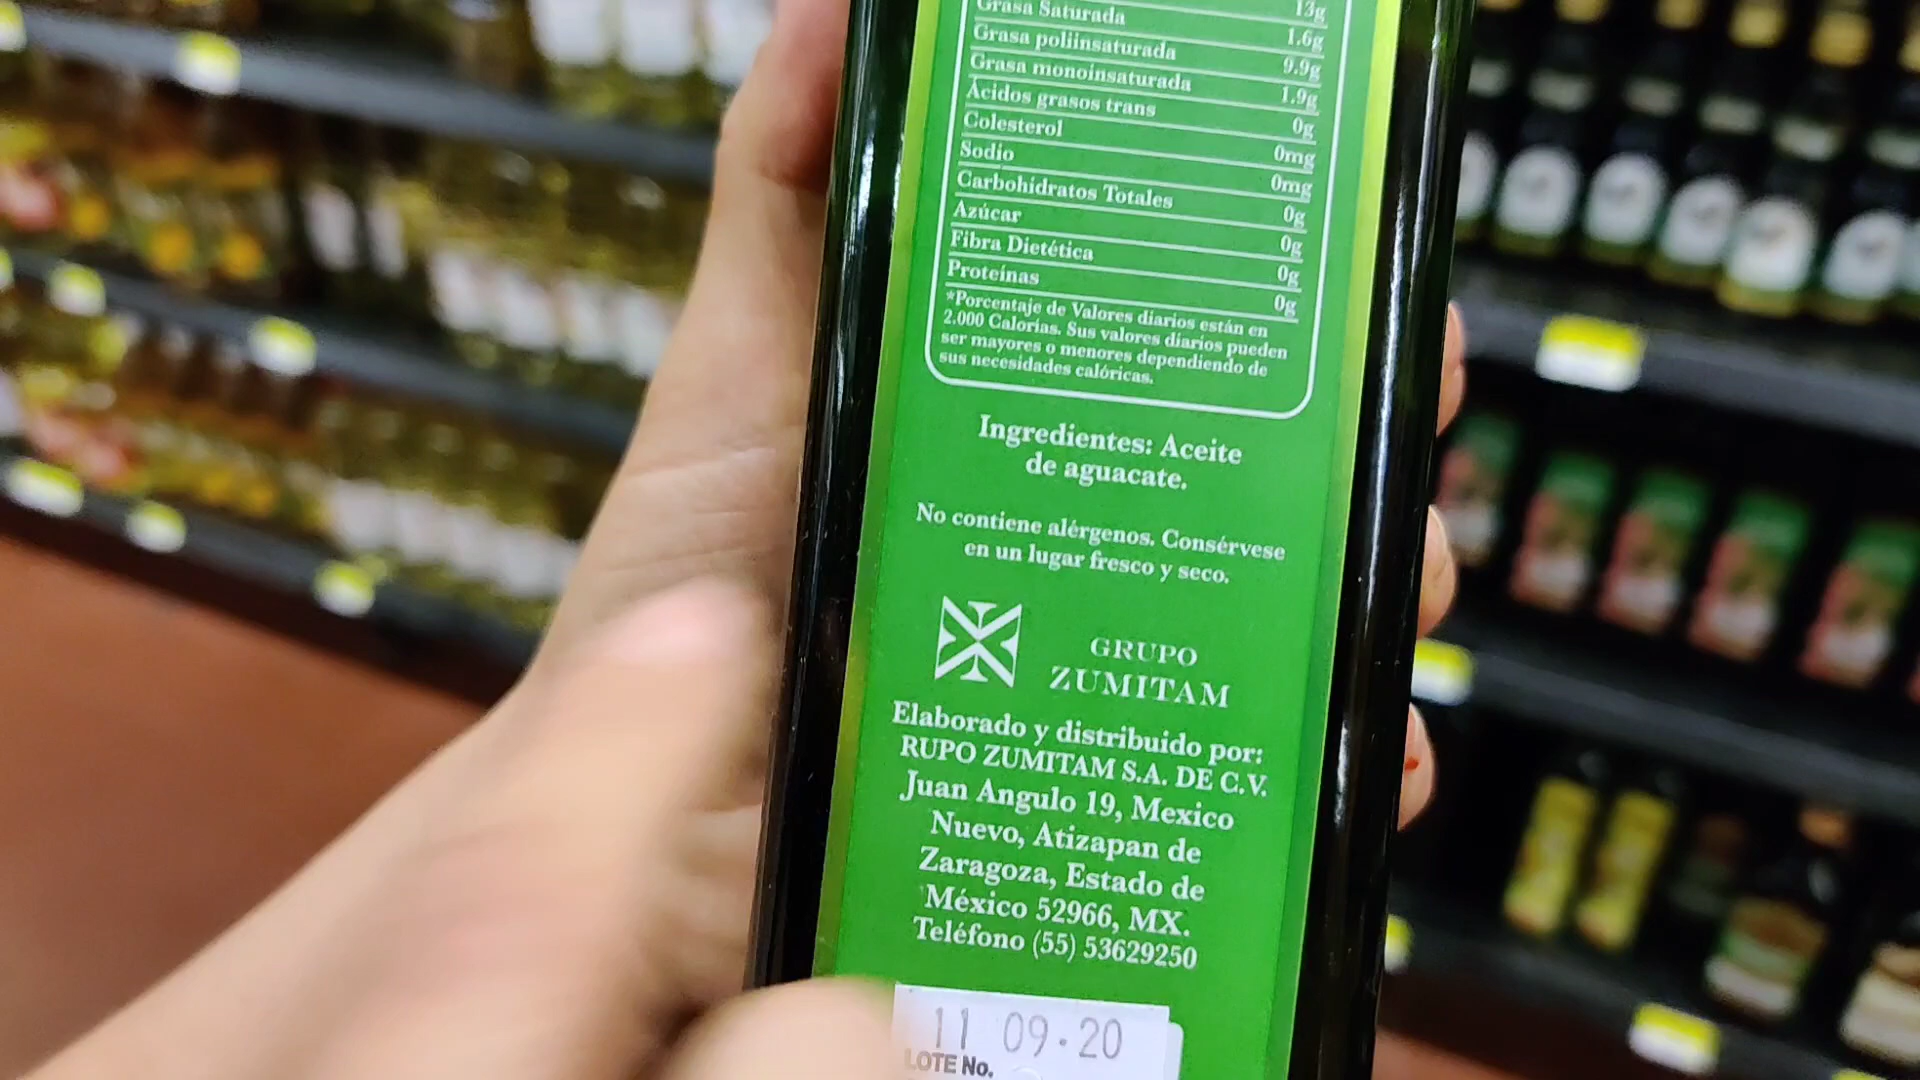 13g
Grasa Saturada 1.6g
Grasa poliinsaturada 9.9g
Grasa monoinsaturada 1.9g
Ácidos grasos trans 0g
Colesterol 0mg
Sodio 0mg
Carbohidratos Totales 0g
Azúcar 0g
Fibra Dietética 0g
Proteínas 0g
*Porcentaje de Valores diarios están en
2.000 Calorías. Sus valores diarios pueden
ser mayores o menores dependiendo de
sus necesidades calóricas.
Ingredientes: Aceite
de aguacate.
No contiene alérgenos. Consérvese
en un lugar fresco y seco.
GRUPO
ZUMITAM
Elaborado y distribuido por:
RUPO ZUMITAM S.A. DE C.V.
Juan Angulo 19, Mexico
Nuevo, Atizapan de
Zaragoza, Estado de
México 52966, MX.
Teléfono (55) 53629250
11 09.20
LOTE No.